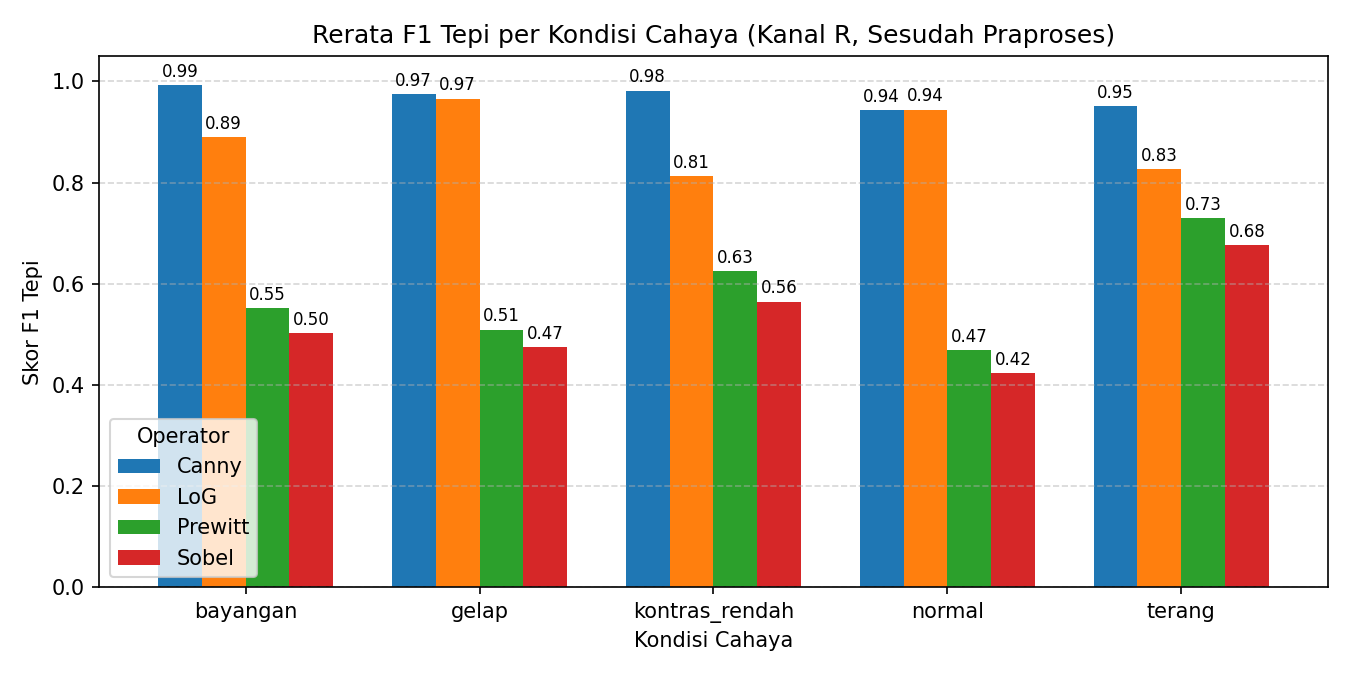 Rerata F1 Tepi per Kondisi Cahaya (Kanal R, Sesudah Praproses)
Skor F1 Tepi
1.0
0.8
0.6
0.4
0.2
0.0
0.99 0.89 0.55 0.50
0.97 0.97 0.51 0.47
0.98 0.81 0.63 0.56
0.94 0.94 0.47 0.42
0.95 0.83 0.73 0.68
Operator
Canny
LoG
Prewitt
Sobel
bayangan gelap kontras_rendah normal terang
Kondisi Cahaya